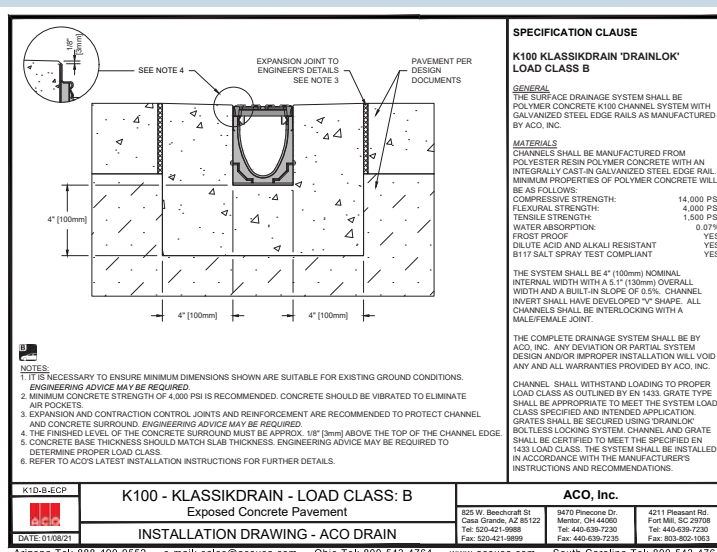 1/8"
[3mm]
SEE NOTE 4
EXPANSION JOINT TO
ENGINEER'S DETAILS
SEE NOTE 3
PAVEMENT PER
DESIGN
DOCUMENTS
4" [100mm]
4" [100mm]
4" [100mm]
B
NOTES:
1. IT IS NECESSARY TO ENSURE MINIMUM DIMENSIONS SHOWN ARE SUITABLE FOR EXISTING GROUND CONDITIONS.
ENGINEERING ADVICE MAY BE REQUIRED.
2. MINIMUM CONCRETE STRENGTH OF 4,000 PSI IS RECOMMENDED. CONCRETE SHOULD BE VIBRATED TO ELIMINATE
AIR POCKETS.
3. EXPANSION AND CONTRACTION CONTROL JOINTS AND REINFORCEMENT ARE RECOMMENDED TO PROTECT CHANNEL
AND CONCRETE SURROUND. ENGINEERING ADVICE MAY BE REQUIRED.
4. THE FINISHED LEVEL OF THE CONCRETE SURROUND MUST BE APPROX. 1/8" [3mm] ABOVE THE TOP OF THE CHANNEL EDGE.
5. CONCRETE BASE THICKNESS SHOULD MATCH SLAB THICKNESS. ENGINEERING ADVICE MAY BE REQUIRED TO
DETERMINE PROPER LOAD CLASS.
6. REFER TO ACO'S LATEST INSTALLATION INSTRUCTIONS FOR FURTHER DETAILS.
SPECIFICATION CLAUSE
K100 KLASSIKDRAIN 'DRAINLOK'
LOAD CLASS B
GENERAL
THE SURFACE DRAINAGE SYSTEM SHALL BE
POLYMER CONCRETE K100 CHANNEL SYSTEM WITH
GALVANIZED STEEL EDGE RAILS AS MANUFACTURED
BY ACO, INC.
MATERIALS
CHANNELS SHALL BE MANUFACTURED FROM
POLYESTER RESIN POLYMER CONCRETE WITH AN
INTEGRALLY CAST-IN GALVANIZED STEEL EDGE RAIL.
MINIMUM PROPERTIES OF POLYMER CONCRETE WILL
BE AS FOLLOWS:
COMPRESSIVE STRENGTH: 14,000 PSI
FLEXURAL STRENGTH: 4,000 PSI
TENSILE STRENGTH: 1,500 PSI
WATER ABSORPTION: 0.07%
FROST PROOF YES
DILUTE ACID AND ALKALI RESISTANT YES
B117 SALT SPRAY TEST COMPLIANT YES
THE SYSTEM SHALL BE 4" (100mm) NOMINAL
INTERNAL WIDTH WITH A 5.1" (130mm) OVERALL
WIDTH AND A BUILT-IN SLOPE OF 0.5%. CHANNEL
INVERT SHALL HAVE DEVELOPED "V" SHAPE. ALL
CHANNELS SHALL BE INTERLOCKING WITH A
MALE/FEMALE JOINT.
THE COMPLETE DRAINAGE SYSTEM SHALL BE BY
ACO, INC. ANY DEVIATION OR PARTIAL SYSTEM
DESIGN AND/OR IMPROPER INSTALLATION WILL VOID
ANY AND ALL WARRANTIES PROVIDED BY ACO, INC.
CHANNEL SHALL WITHSTAND LOADING TO PROPER
LOAD CLASS AS OUTLINED BY EN 1433. GRATE TYPE
SHALL BE APPROPRIATE TO MEET THE SYSTEM LOAD
CLASS SPECIFIED AND INTENDED APPLICATION.
GRATES SHALL BE SECURED USING 'DRAINLOK'
BOLTLESS LOCKING SYSTEM. CHANNEL AND GRATE
SHALL BE CERTIFIED TO MEET THE SPECIFIED EN
1433 LOAD CLASS. THE SYSTEM SHALL BE INSTALLED
IN ACCORDANCE WITH THE MANUFACTURER'S
INSTRUCTIONS AND RECOMMENDATIONS.
K1D-B-ECP
ACO
DATE: 01/08/21
K100 - KLASSIKDRAIN - LOAD CLASS: B
Exposed Concrete Pavement
INSTALLATION DRAWING - ACO DRAIN
ACO, Inc.
825 W. Beechcraft St
Casa Grande, AZ 85122
Tel: 520-421-9988
Fax: 520-421-9899
9470 Pinecone Dr.
Mentor, OH 44060
Tel: 440-639-7230
Fax: 440-639-7235
4211 Pleasant Rd.
Fort Mill, SC 29708
Tel: 440-639-7230
Fax: 803-802-1063